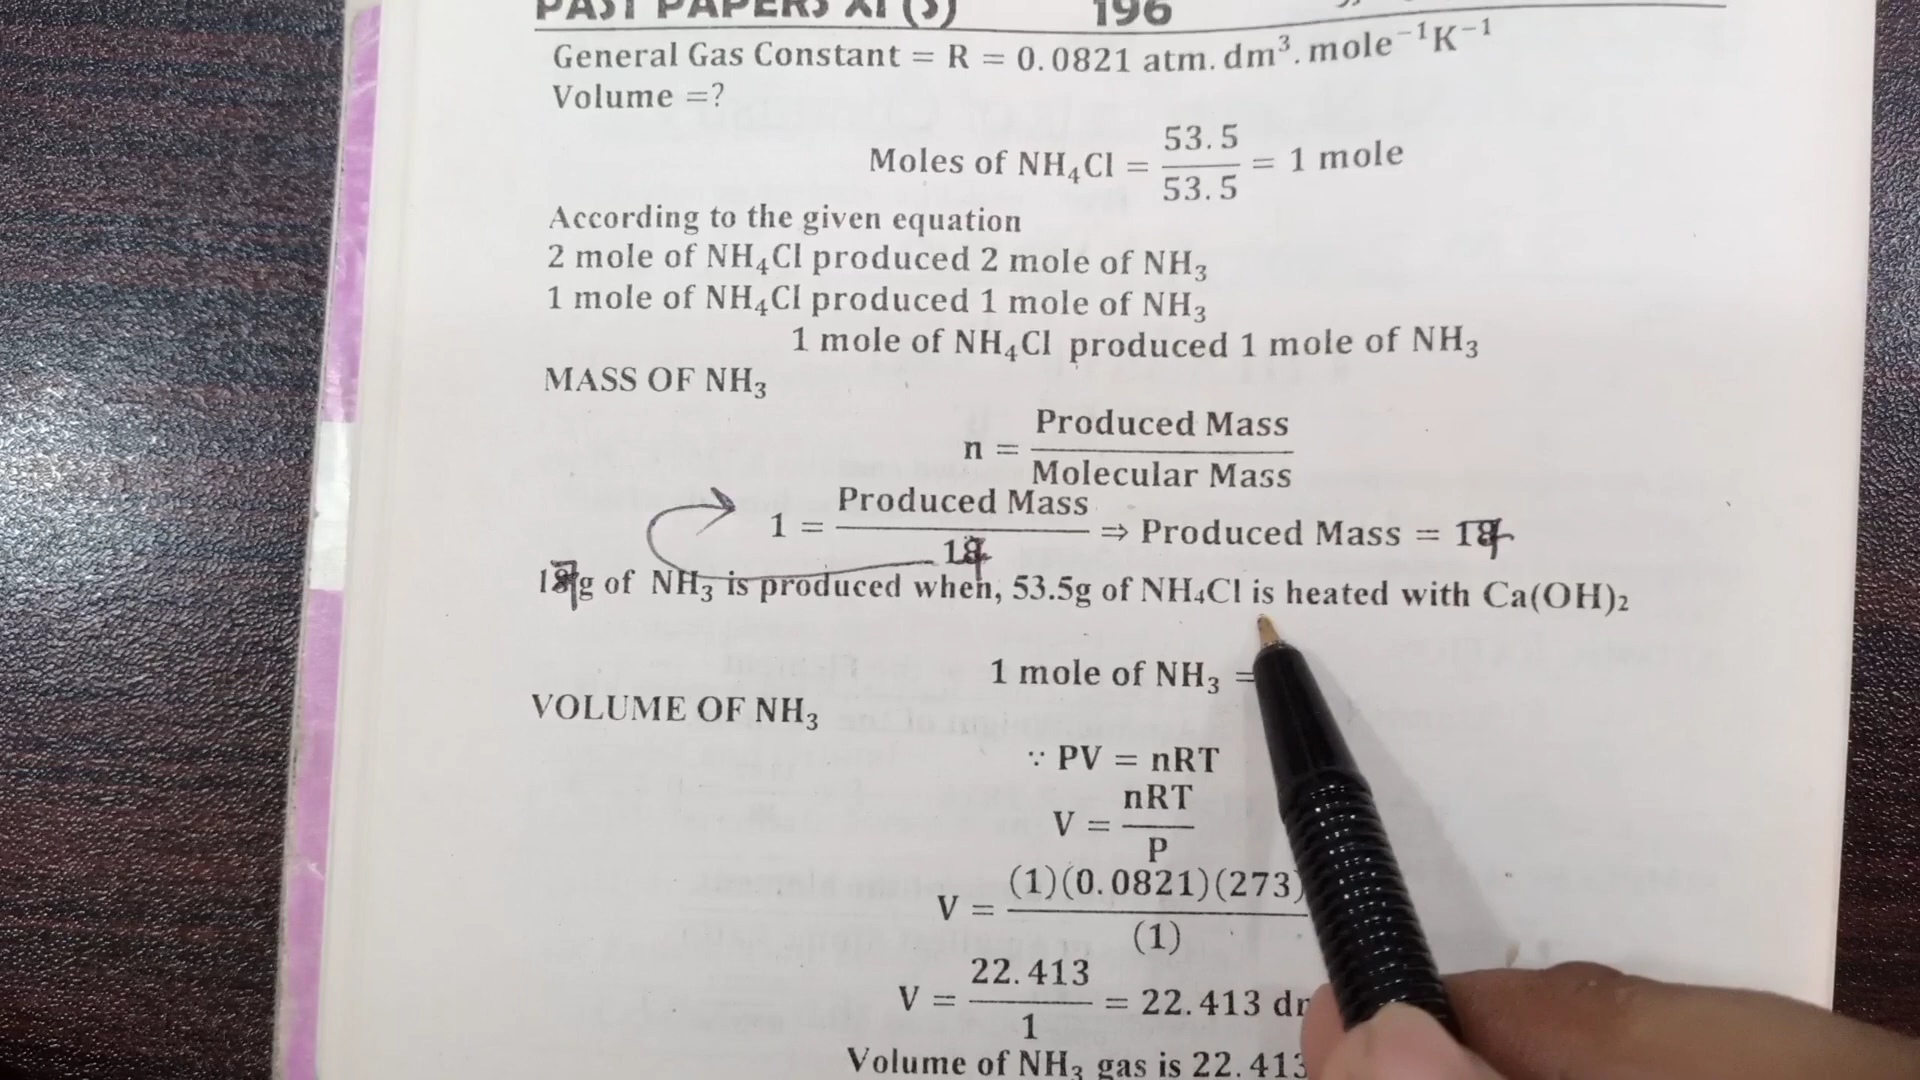 PAST PAPERS XI (S) 196
General Gas Constant = R = 0.0821 atm. dm³. mole⁻¹K⁻¹
Volume =?
Moles of NH₄Cl = 53.5 / 53.5 = 1 mole
According to the given equation
2 mole of NH₄Cl produced 2 mole of NH₃
1 mole of NH₄Cl produced 1 mole of NH₃
1 mole of NH₄Cl produced 1 mole of NH₃
MASS OF NH₃
n = Produced Mass / Molecular Mass
1 = Produced Mass / 17 ⇒ Produced Mass = 17
17g of NH₃ is produced when, 53.5g of NH₄Cl is heated with Ca(OH)₂
1 mole of NH₃ =
VOLUME OF NH₃
∵ PV = nRT
V = nRT / P
V = (1)(0.0821)(273) / (1)
V = 22.413 / 1 = 22.413
Volume of NH₃ gas is 22.413